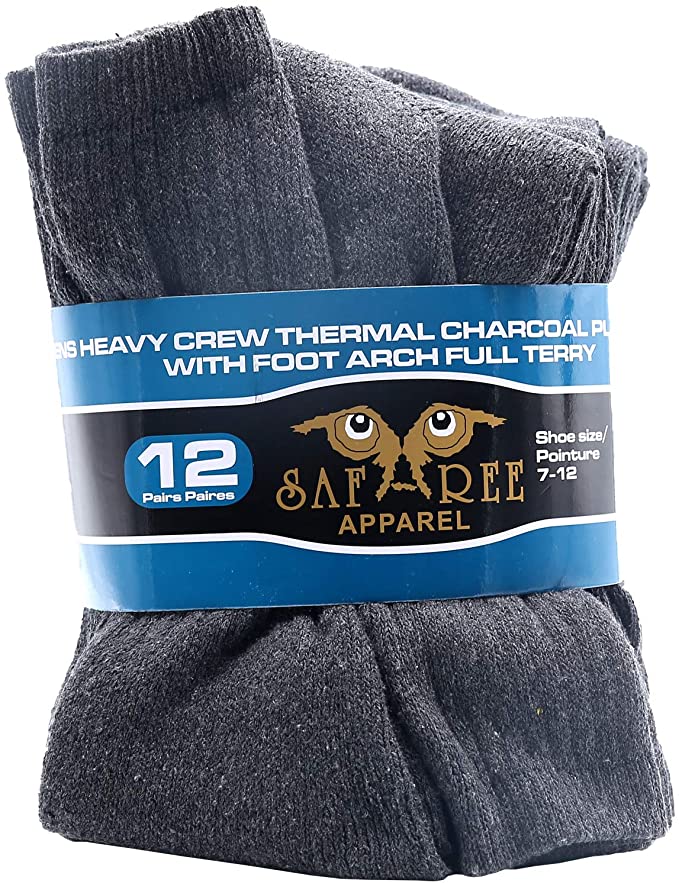 HEAVY CREW THERMAL CHARCOAL
WITH FOOT ARCH FULL TERRY
12
Pairs Paires
SAFAREE
APPAREL
Shoe size/
Pointure
7-12